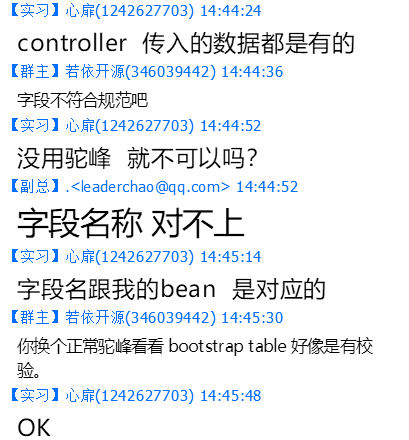 【实习】心扉(1242627703) 14:44:24
controller  传入的数据都是有的
【群主】若依开源(346039442) 14:44:36
字段不符合规范吧
【实习】心扉(1242627703) 14:44:52
没用驼峰  就不可以吗?
【副总】.<leaderchao@qq.com> 14:44:52
字段名称 对不上
【实习】心扉(1242627703) 14:45:14
字段名跟我的bean  是对应的
【群主】若依开源(346039442) 14:45:30
你换个正常驼峰看看 bootstrap table 好像是有校
验。
【实习】心扉(1242627703) 14:45:48
OK